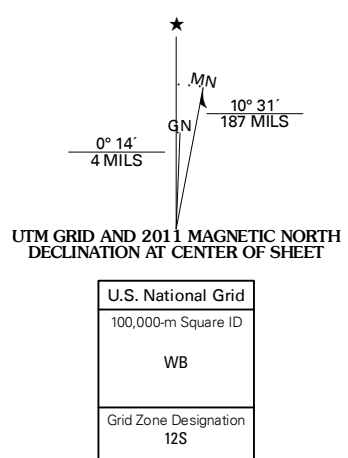 ★
MN
10° 31´
187 MILS
GN
0° 14´
4 MILS
UTM GRID AND 2011 MAGNETIC NORTH
DECLINATION AT CENTER OF SHEET
U.S. National Grid
100,000-m Square ID
WB
Grid Zone Designation
12S